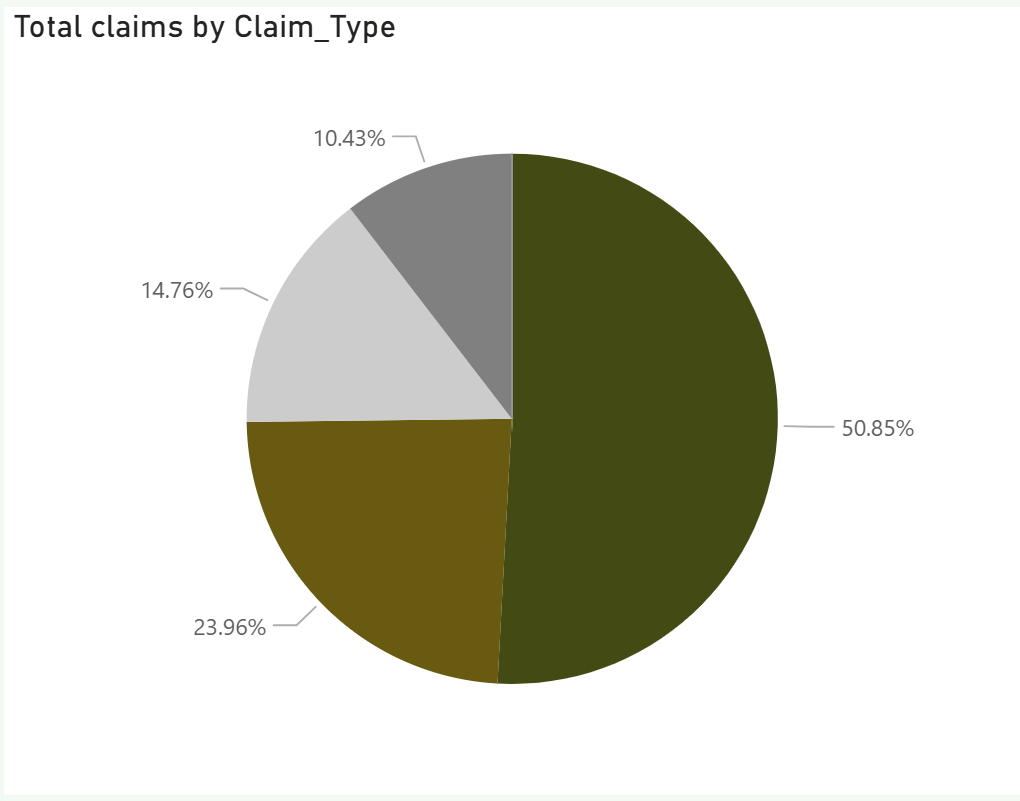 Total claims by Claim_Type
10.43%
14.76%
50.85%
23.96%